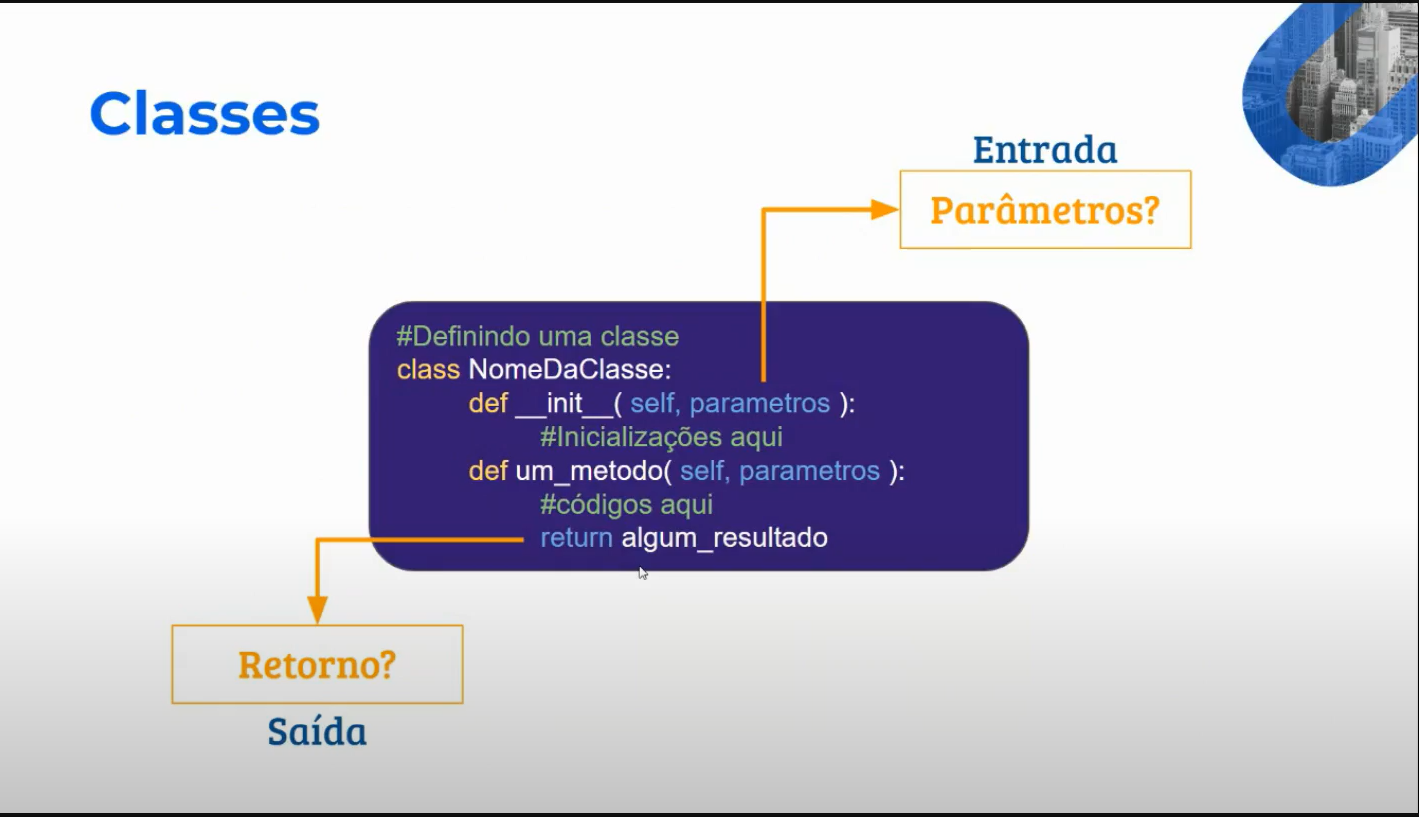 Classes
Entrada
Parâmetros?
#Definindo uma classe
class NomeDaClasse:
def __init__( self, parametros ):
#Inicializações aqui
def um_metodo( self, parametros ):
#códigos aqui
return algum_resultado
Retorno?
Saída